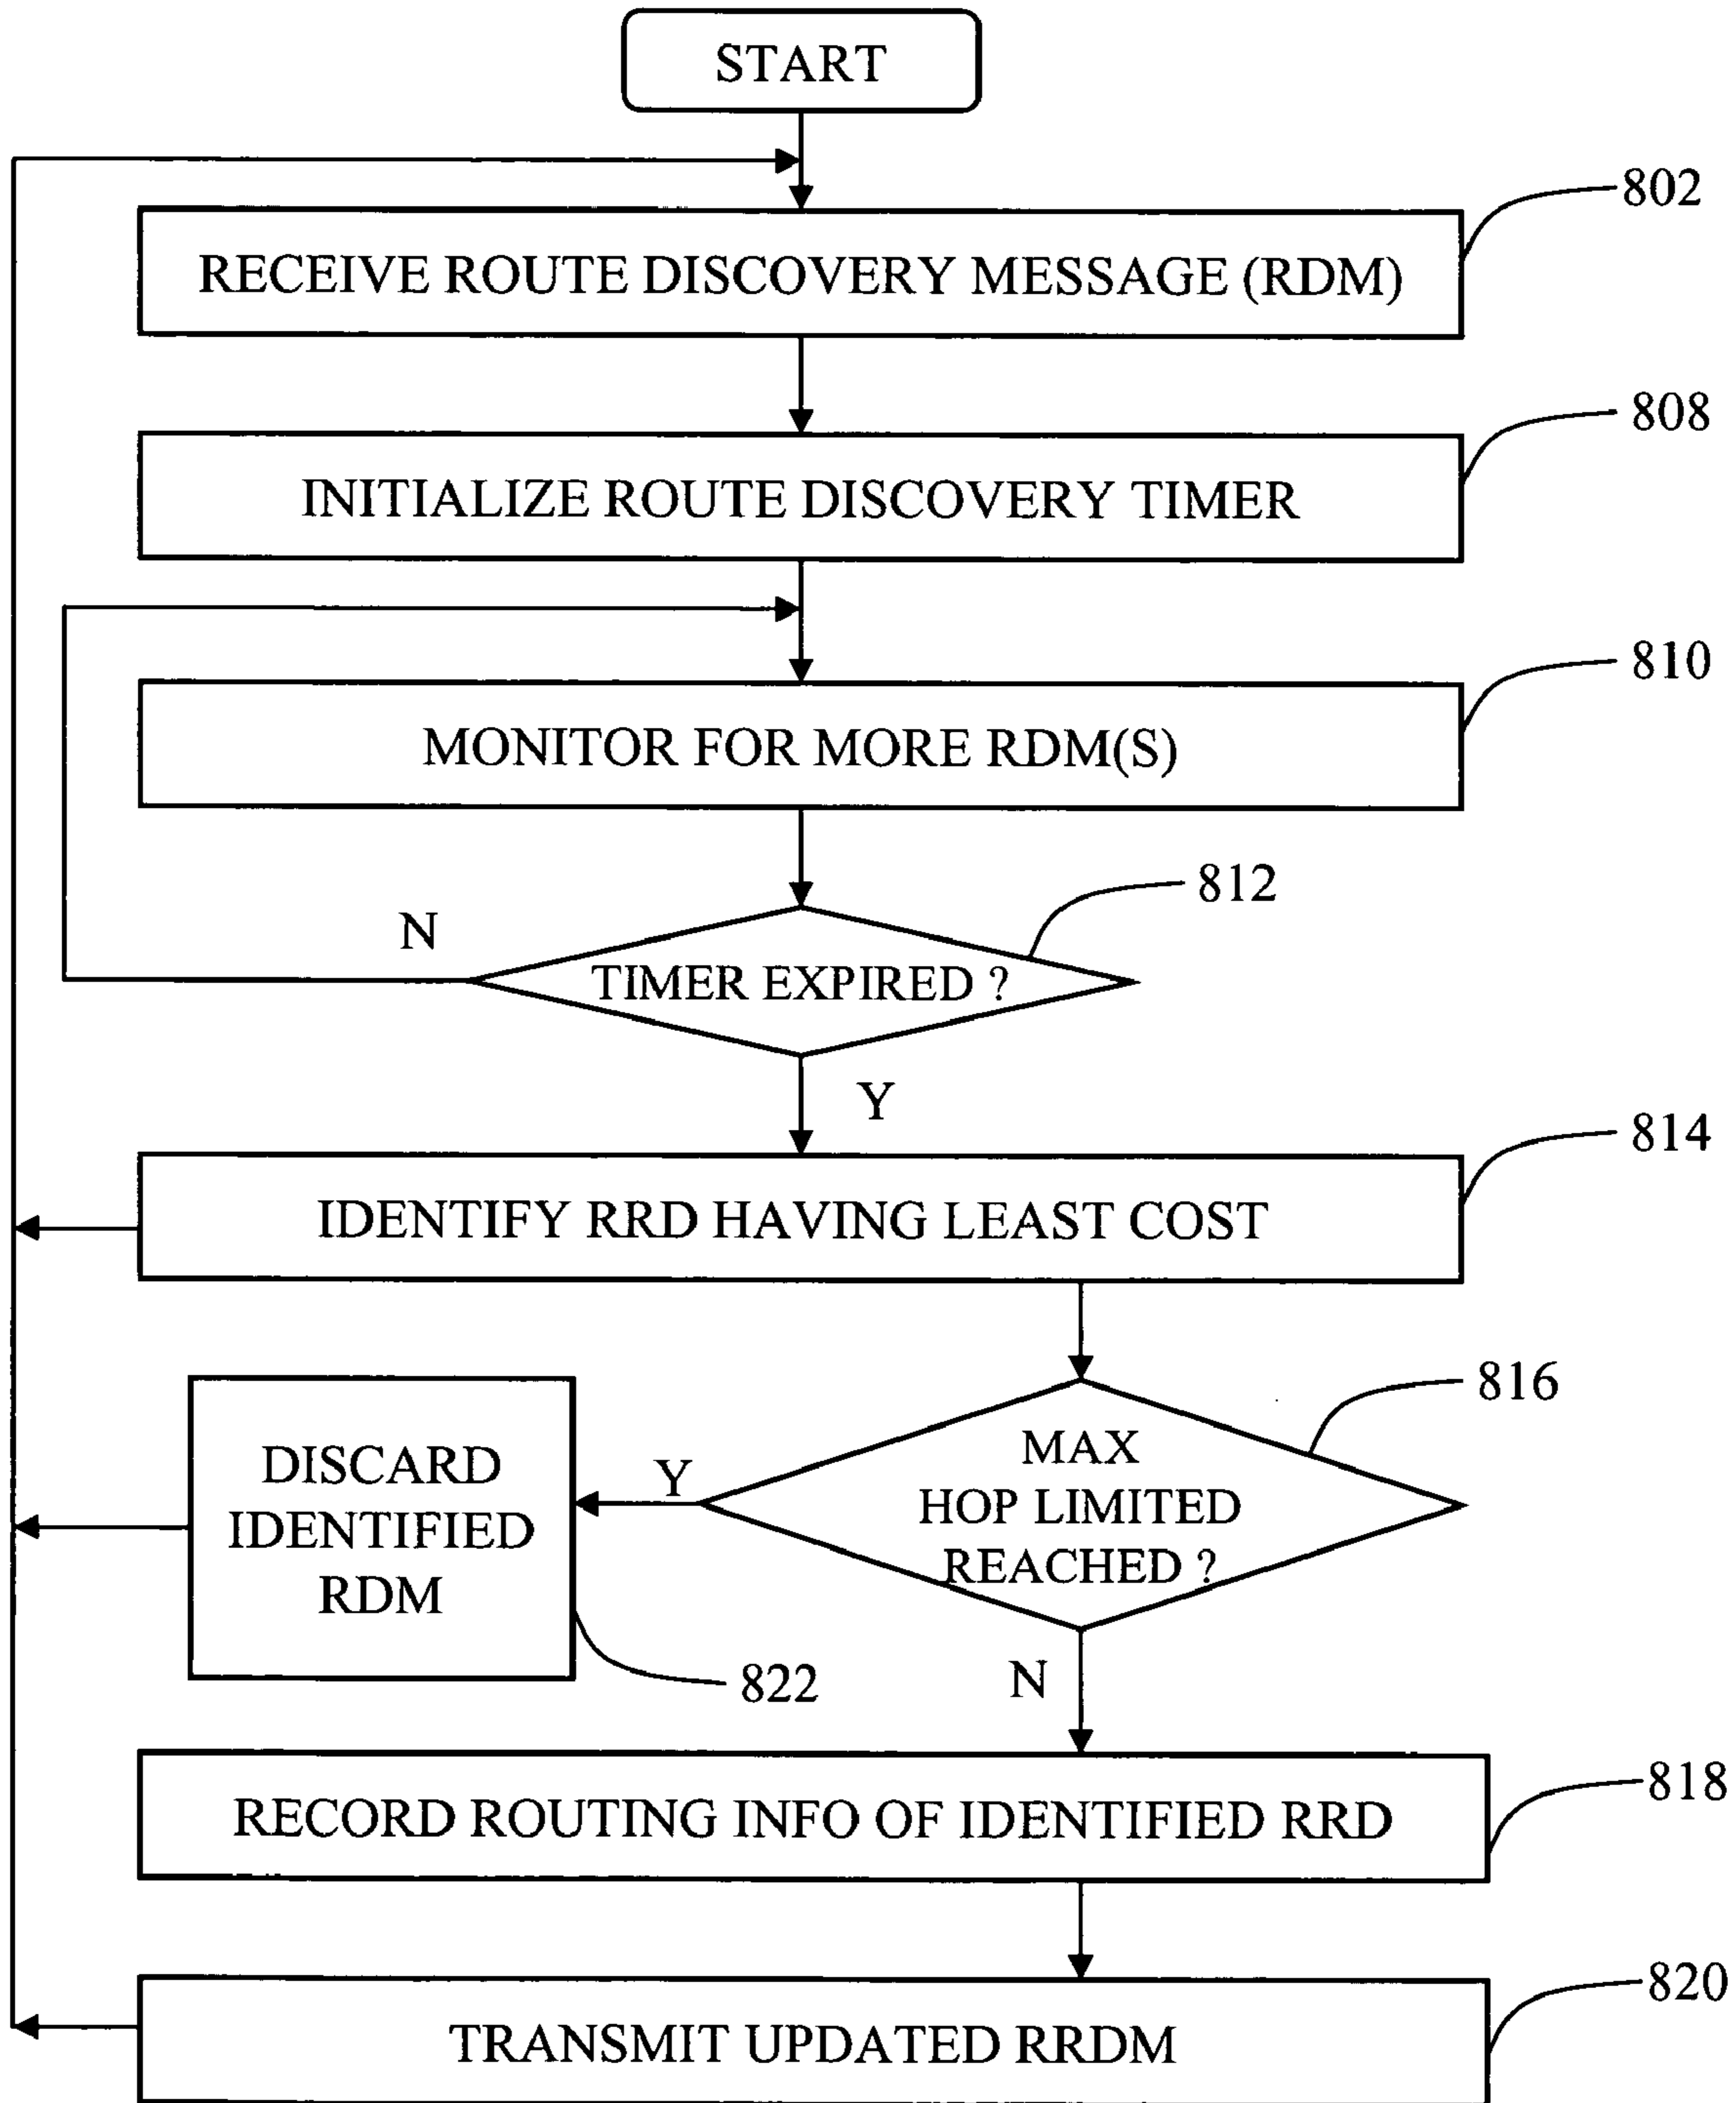 START
802
RECEIVE ROUTE DISCOVERY MESSAGE (RDM)
808
INITIALIZE ROUTE DISCOVERY TIMER
810
MONITOR FOR MORE RDM(S)
812
N
TIMER EXPIRED ?
Y
814
IDENTIFY RRD HAVING LEAST COST
816
MAX
HOP LIMITED
REACHED ?
Y
DISCARD
IDENTIFIED
RDM
822
N
818
RECORD ROUTING INFO OF IDENTIFIED RRD
820
TRANSMIT UPDATED RRDM